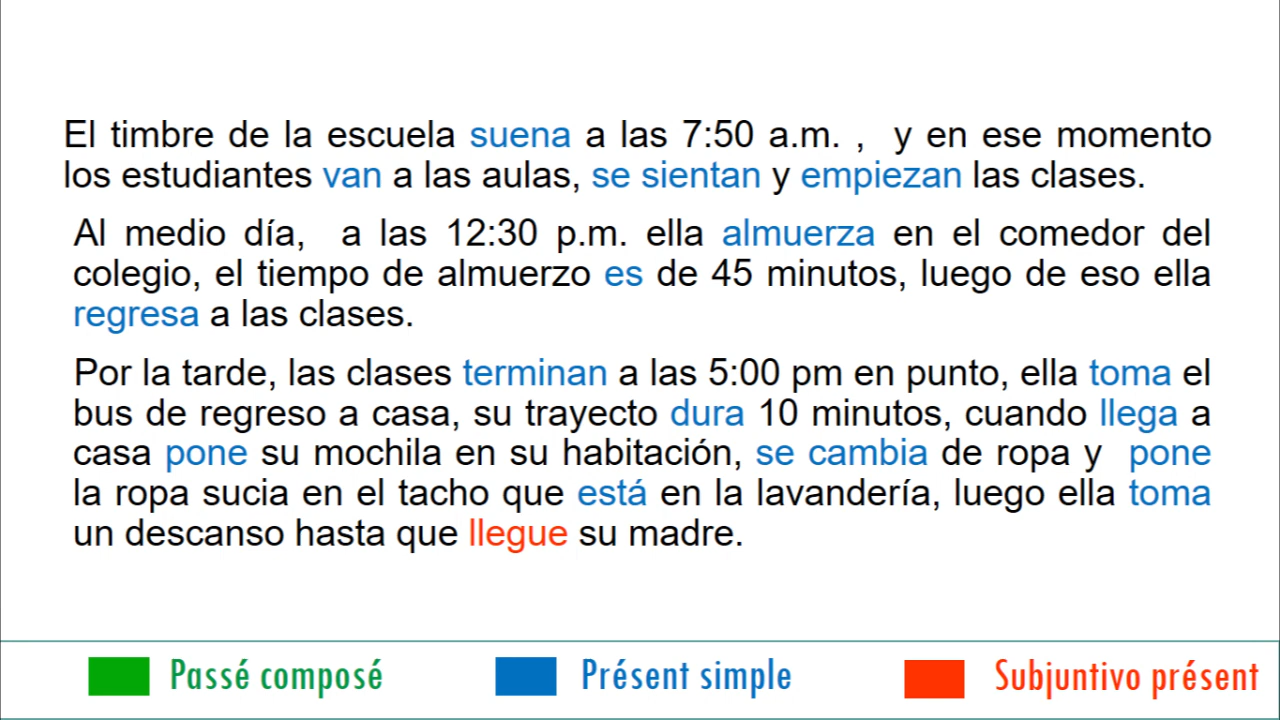 El timbre de la escuela suena a las 7:50 a.m. , y en ese momento
los estudiantes van a las aulas, se sientan y empiezan las clases.
Al medio día, a las 12:30 p.m. ella almuerza en el comedor del
colegio, el tiempo de almuerzo es de 45 minutos, luego de eso ella
regresa a las clases.
Por la tarde, las clases terminan a las 5:00 pm en punto, ella toma el
bus de regreso a casa, su trayecto dura 10 minutos, cuando llega a
casa pone su mochila en su habitación, se cambia de ropa y pone
la ropa sucia en el tacho que está en la lavandería, luego ella toma
un descanso hasta que llegue su madre.
Passé composé Présent simple Subjuntivo présent